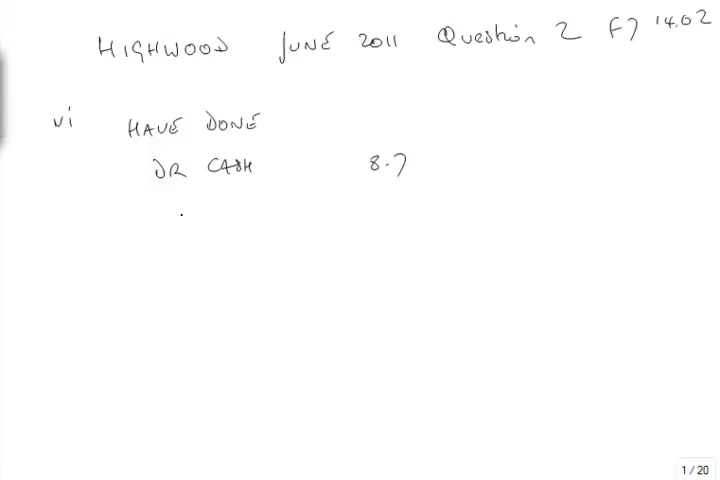 HIGHWOOD JUNE 2011 Question 2 F7 14.02
vi HAVE DONE
DR CASH 8.7
1 / 20